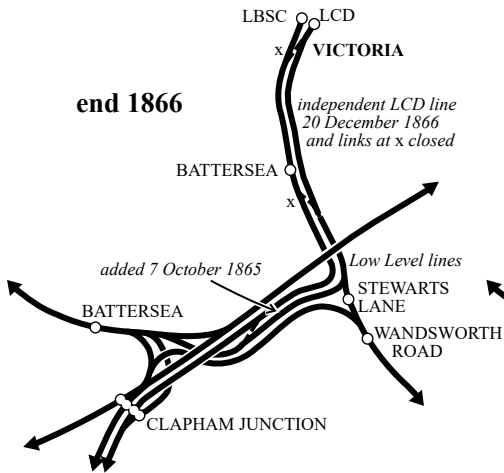 LBSC LCD
x VICTORIA
end 1866
independent LCD line
20 December 1866
and links at x closed
BATTERSEA
x
added 7 October 1865
Low Level lines
STEWARTS
LANE
BATTERSEA
WANDSWORTH
ROAD
CLAPHAM JUNCTION